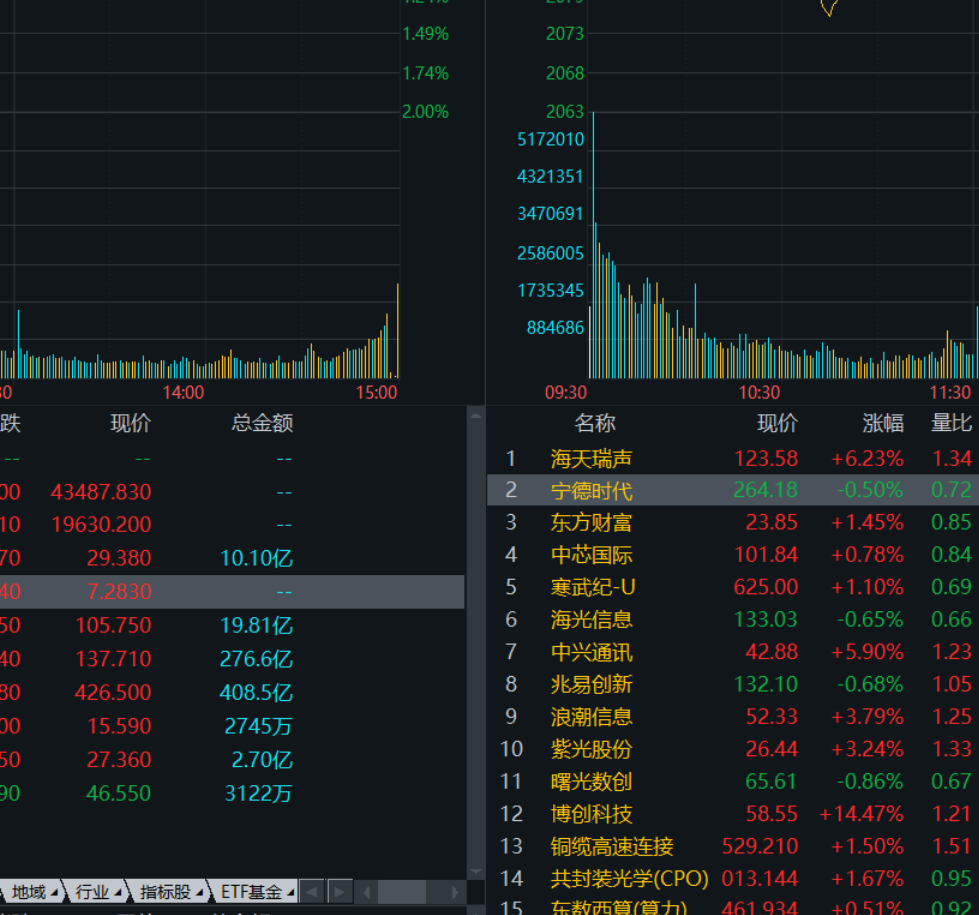 1.49%
1.74%
2.00%
14:00
15:00
2073
2068
2063
5172010
4321351
3470691
2586005
1735345
884686
09:30
10:30
11:30
跌 现价 总金额
-- -- --
00 43487.830 --
10 19630.200 --
70 29.380 10.10亿
40 7.2830 --
50 105.750 19.81亿
40 137.710 276.6亿
80 426.500 408.5亿
00 15.590 2745万
50 27.360 2.70亿
90 46.550 3122万
地域 行业 指标股 ETF基金
名称 现价 涨幅 量比
1 海天瑞声 123.58 +6.23% 1.34
2 宁德时代 264.18 -0.50% 0.72
3 东方财富 23.85 +1.45% 0.85
4 中芯国际 101.84 +0.78% 0.84
5 寒武纪-U 625.00 +1.10% 0.69
6 海光信息 133.03 -0.65% 0.66
7 中兴通讯 42.88 +5.90% 1.23
8 兆易创新 132.10 -0.68% 1.05
9 浪潮信息 52.33 +3.79% 1.25
10 紫光股份 26.44 +3.24% 1.33
11 曙光数创 65.61 -0.86% 0.67
12 博创科技 58.55 +14.47% 1.21
13 铜缆高速连接 529.210 +1.50% 1.51
14 共封装光学(CPO) 013.144 +1.67% 0.95
15 东数西算(算力) 461.934 +0.51% 0.92